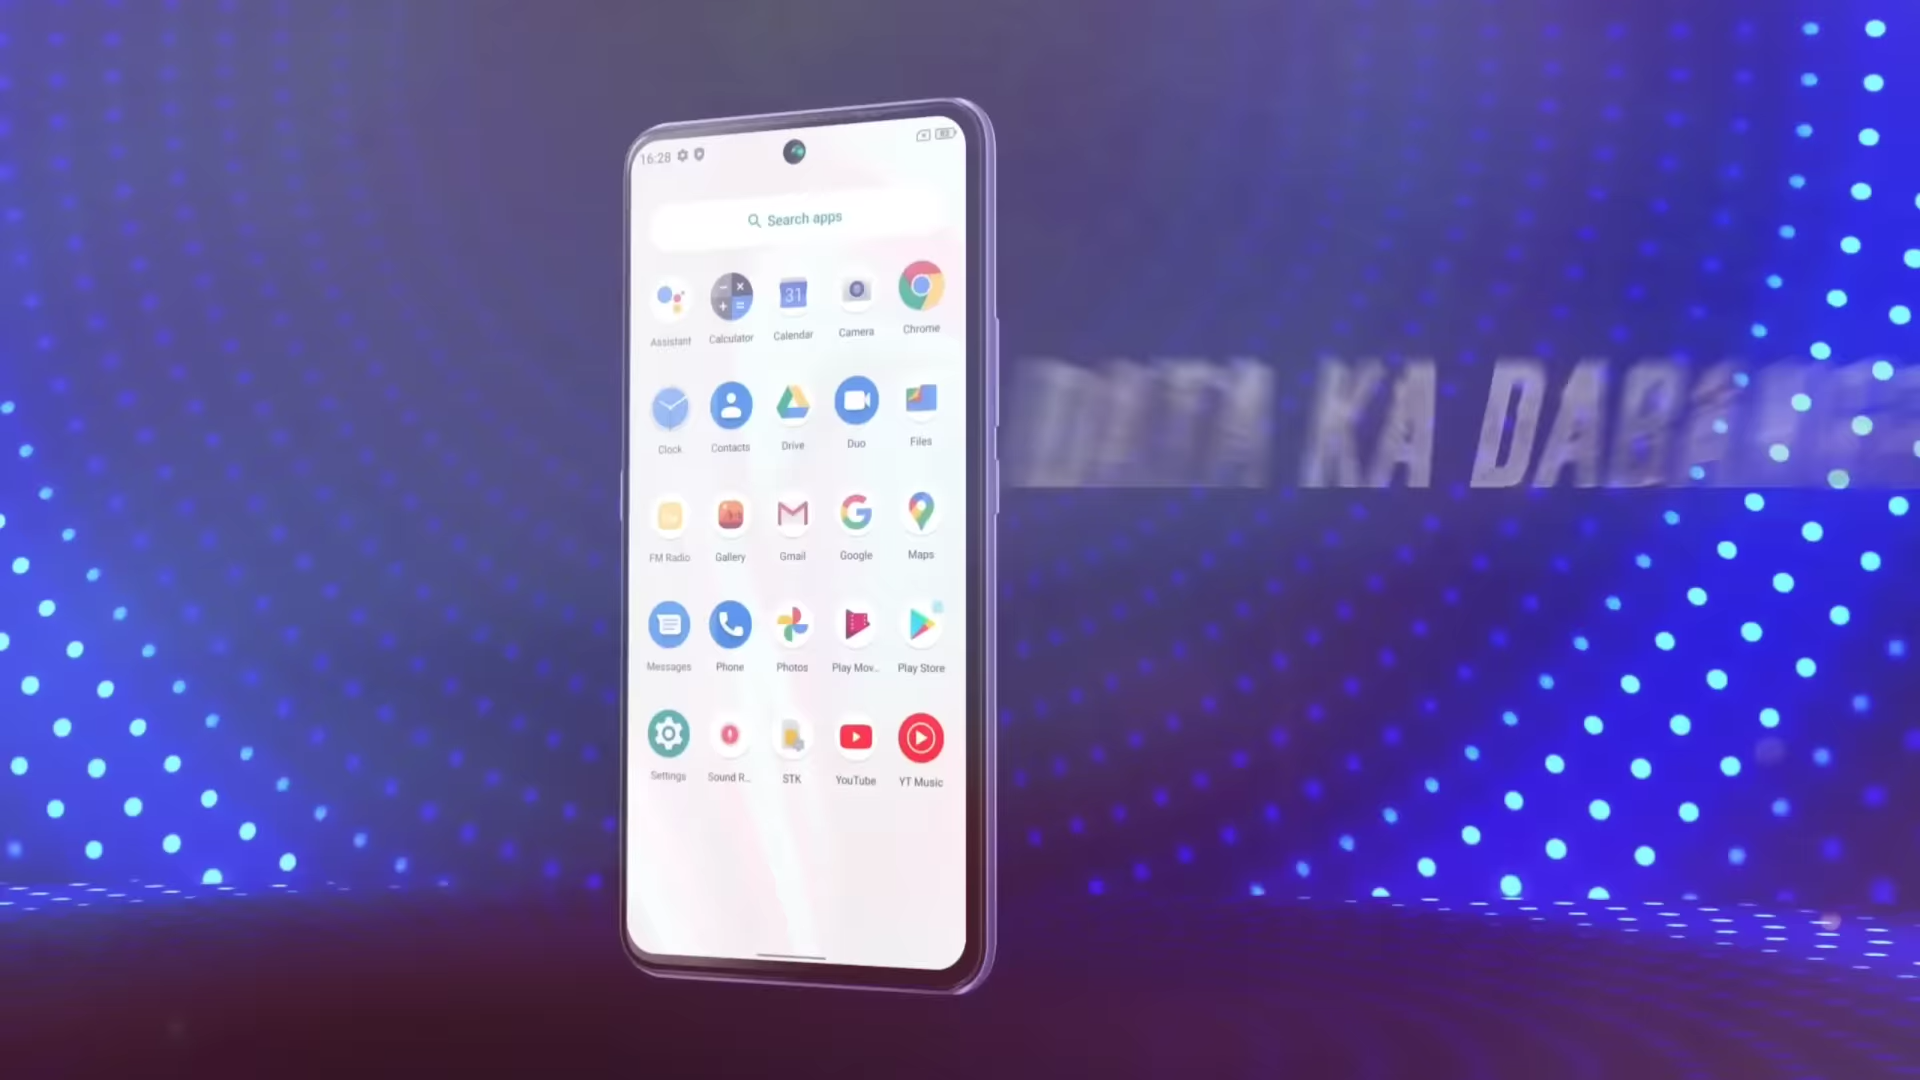 16:28
Search apps
Assistant Calculator Calendar Camera Chrome
31
Clock Contacts Drive Duo Files
FM Radio Gallery Gmail Google Maps
Messages Phone Photos Play Mov... Play Store
Settings Sound R... STK YouTube YT Music
DATA KA